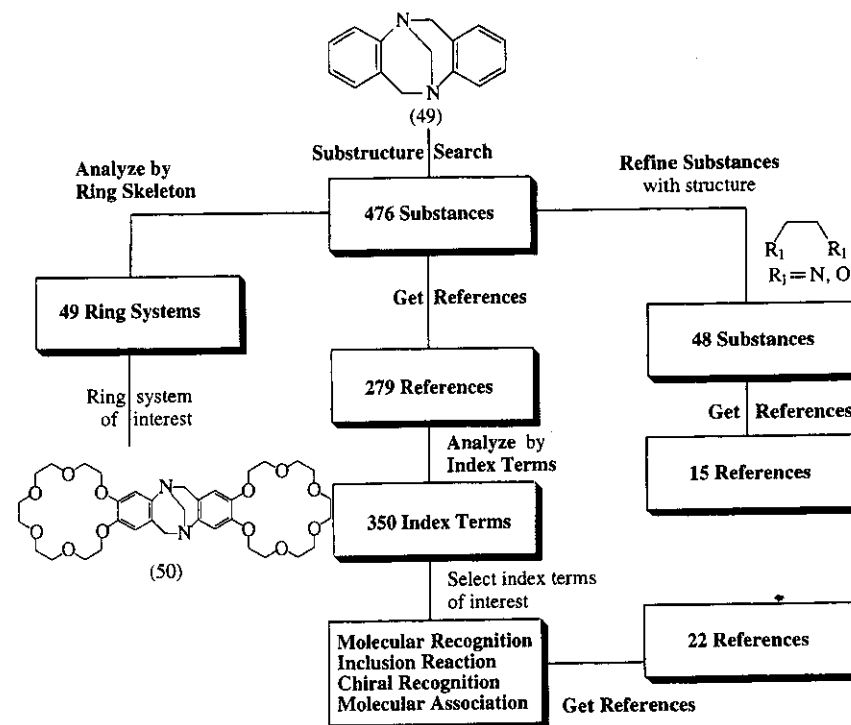 N
N
(49)
Substructure Search
Analyze by
Ring Skeleton
Refine Substances
with structure
476 Substances
R1 R1
Rj = N, O
49 Ring Systems
Get References
48 Substances
279 References
Ring system
of interest
Get References
Analyze by
Index Terms
15 References
O O O O O O
N
N
O O O O O O
(50)
350 Index Terms
Select index terms
of interest
Molecular Recognition
Inclusion Reaction
Chiral Recognition
Molecular Association
22 References
Get References